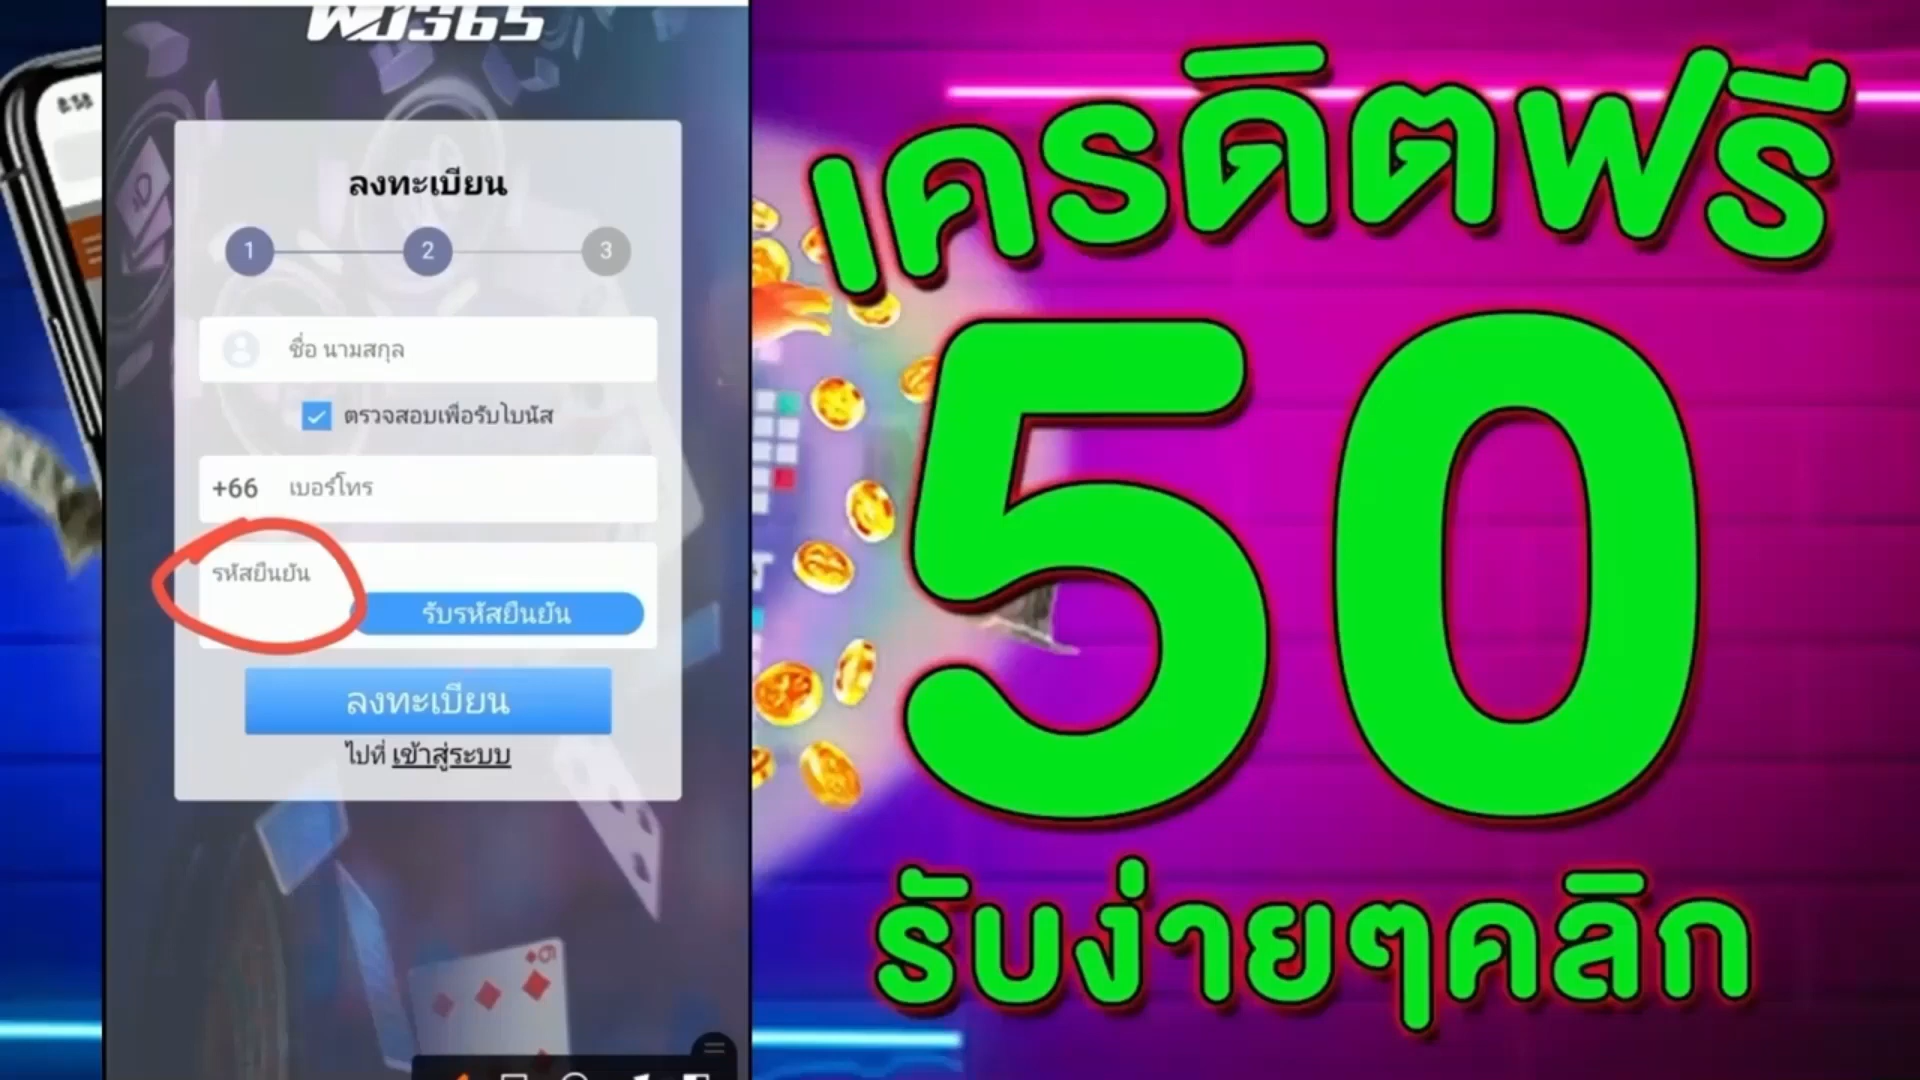 WD365
8:58
ลงทะเบียน
1
2
3
ชื่อ นามสกุล
ตรวจสอบเพื่อรับโบนัส
+66 เบอร์โทร
รหัสยืนยัน
รับรหัสยืนยัน
ลงทะเบียน
ไปที่ เข้าสู่ระบบ
เครดิตฟรี
50
รับง่ายๆคลิก